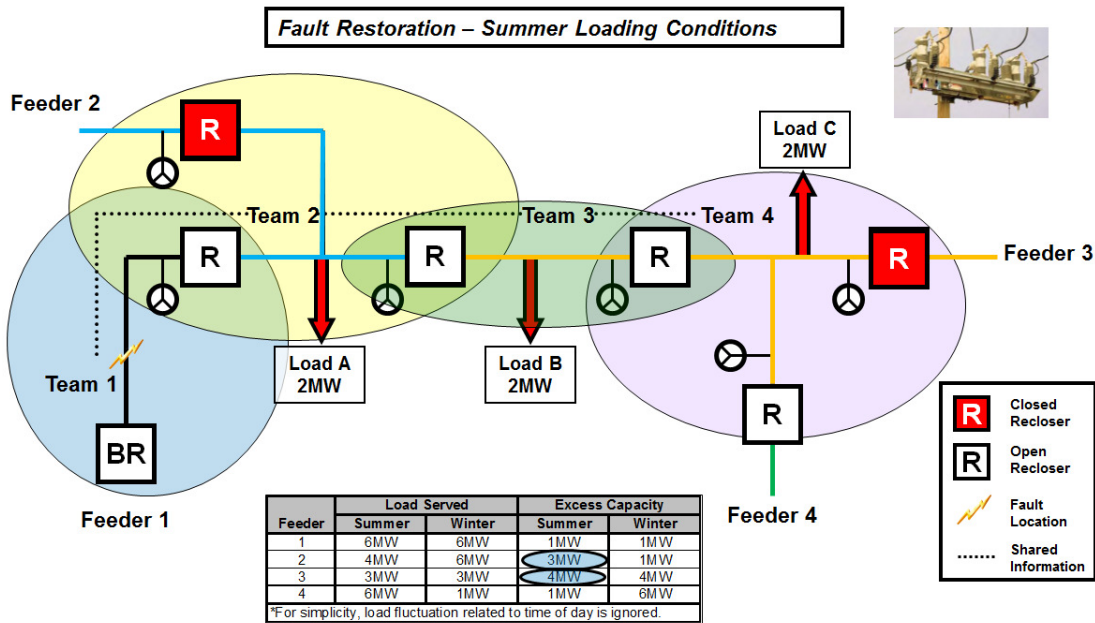 Fault Restoration – Summer Loading Conditions
Feeder 2
R
Load C
2MW
Team 2
Team 3
Team 4
R
R
R
R
Feeder 3
Team 1
Load A
2MW
Load B
2MW
R
BR
Feeder 1
Feeder 4
R Closed Recloser
R Open Recloser
Fault Location
Shared Information
Load Served Excess Capacity
Feeder Summer Winter Summer Winter
1 6MW 6MW 1MW 1MW
2 4MW 6MW 3MW 1MW
3 3MW 3MW 4MW 4MW
4 6MW 1MW 1MW 6MW
*For simplicity, load fluctuation related to time of day is ignored.